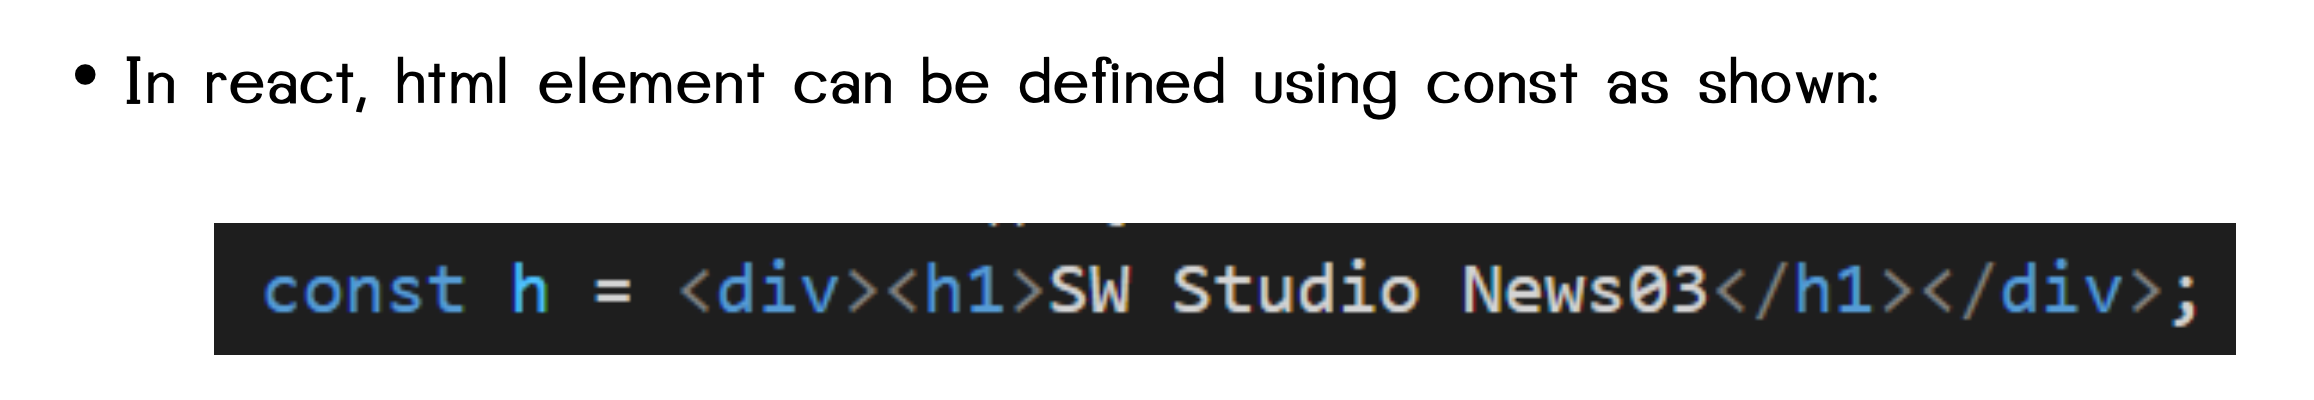 • In react, html element can be defined using const as shown:
const h = <div><h1>SW Studio News03</h1></div>;